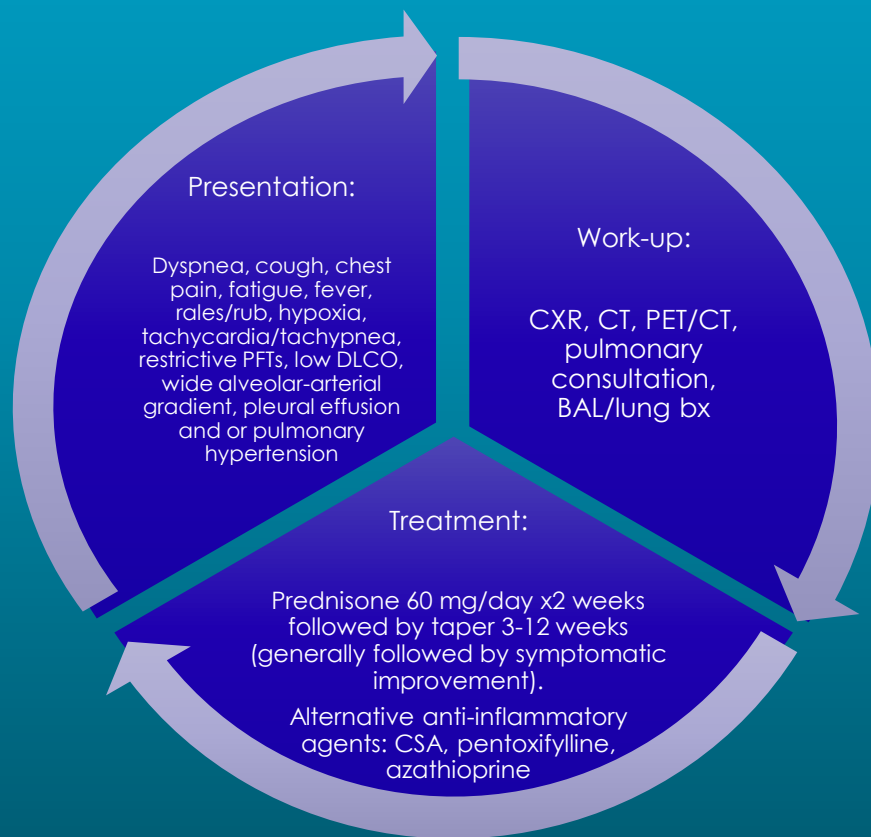 Presentation:
Dyspnea, cough, chest
pain, fatigue, fever,
rales/rub, hypoxia,
tachycardia/tachypnea,
restrictive PFTs, low DLCO,
wide alveolar-arterial
gradient, pleural effusion
and or pulmonary
hypertension
Work-up:
CXR, CT, PET/CT,
pulmonary
consultation,
BAL/lung bx
Treatment:
Prednisone 60 mg/day x2 weeks
followed by taper 3-12 weeks
(generally followed by symptomatic
improvement).
Alternative anti-inflammatory
agents: CSA, pentoxifylline,
azathioprine